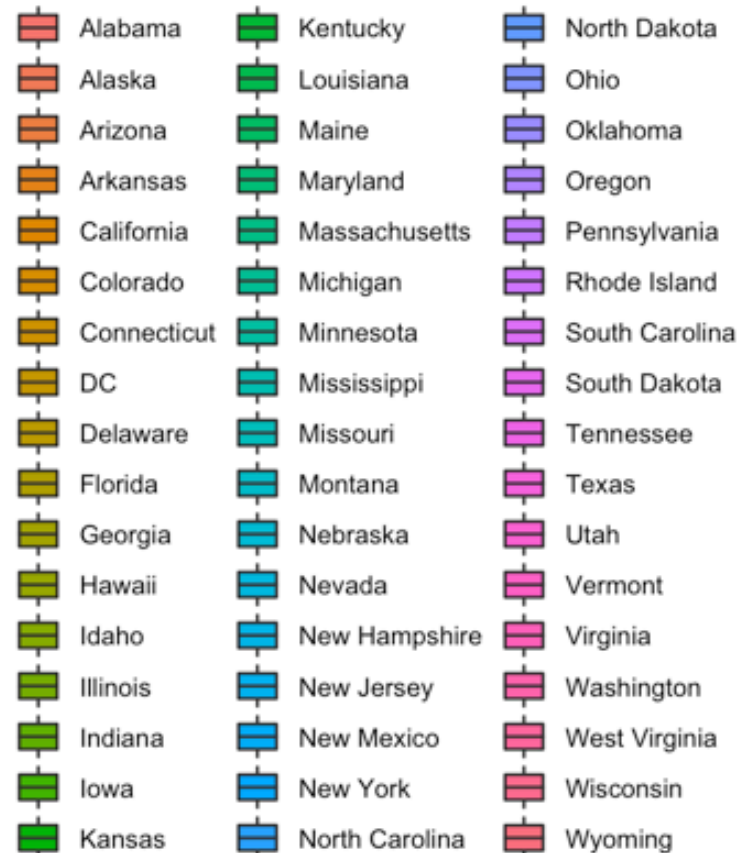 Alabama
Alaska
Arizona
Arkansas
California
Colorado
Connecticut
DC
Delaware
Florida
Georgia
Hawaii
Idaho
Illinois
Indiana
Iowa
Kansas
Kentucky
Louisiana
Maine
Maryland
Massachusetts
Michigan
Minnesota
Mississippi
Missouri
Montana
Nebraska
Nevada
New Hampshire
New Jersey
New Mexico
New York
North Carolina
North Dakota
Ohio
Oklahoma
Oregon
Pennsylvania
Rhode Island
South Carolina
South Dakota
Tennessee
Texas
Utah
Vermont
Virginia
Washington
West Virginia
Wisconsin
Wyoming